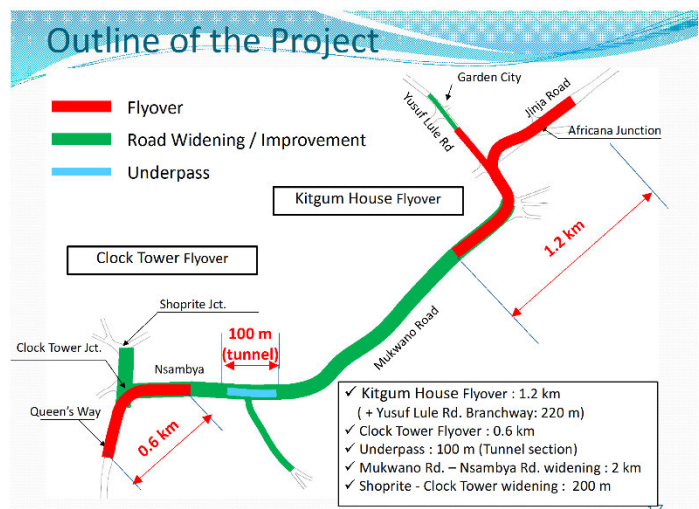 Outline of the Project
Flyover
Road Widening / Improvement
Underpass
Garden City
Yusuf Lule Rd
Jinja Road
Africana Junction
Kitgum House Flyover
1.2 km
Clock Tower Flyover
Shoprite Jct.
100 m
(tunnel)
Mukwano Road
Clock Tower Jct.
Nsambya
Queen's Way
0.6 km
✓ Kitgum House Flyover : 1.2 km
( + Yusuf Lule Rd. Branchway: 220 m)
✓ Clock Tower Flyover : 0.6 km
✓ Underpass : 100 m (Tunnel section)
✓ Mukwano Rd. – Nsambya Rd. widening : 2 km
✓ Shoprite - Clock Tower widening : 200 m